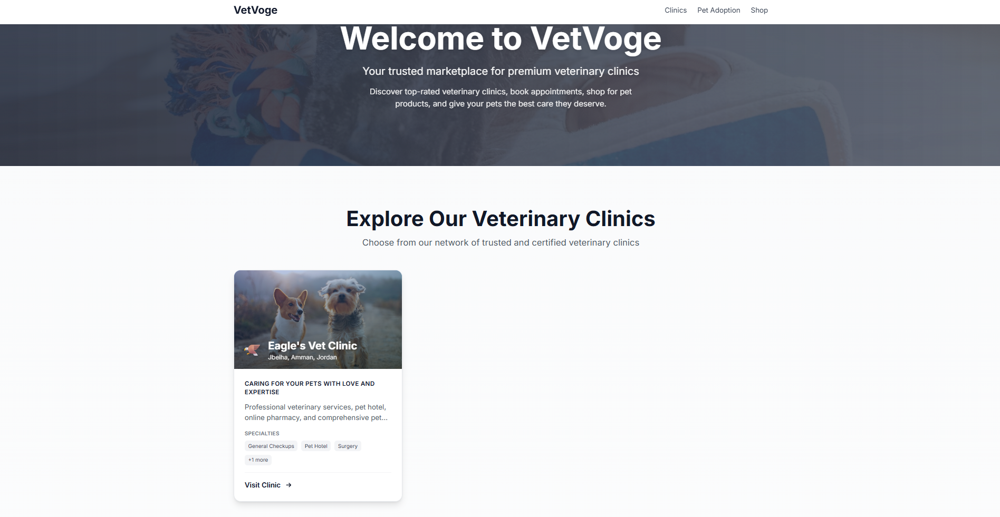 VetVoge
Clinics
Pet Adoption
Shop
Welcome to VetVoge
Your trusted marketplace for premium veterinary clinics
Discover top-rated veterinary clinics, book appointments, shop for pet
products, and give your pets the best care they deserve.
Explore Our Veterinary Clinics
Choose from our network of trusted and certified veterinary clinics
Eagle's Vet Clinic
Jbeiha, Amman, Jordan
CARING FOR YOUR PETS WITH LOVE AND
EXPERTISE
Professional veterinary services, pet hotel,
online pharmacy, and comprehensive pet...
SPECIALTIES
General Checkups
Pet Hotel
Surgery
+1 more
Visit Clinic →